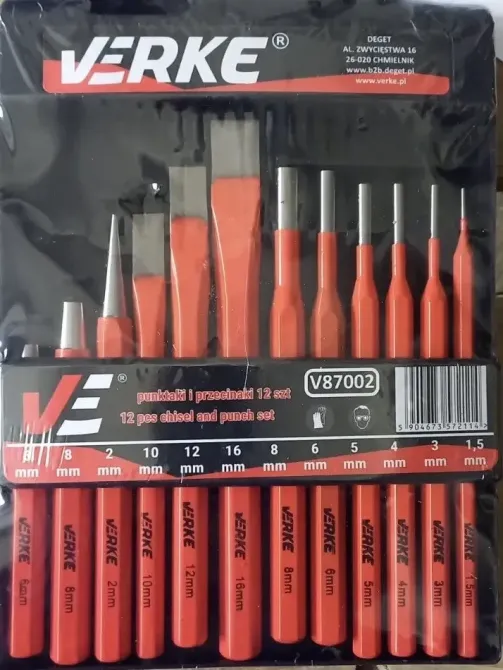 VERKE®
DEGET
AL. ZWYCIĘSTWA 16
26-020 CHMIELNIK
www.b2b.deget.pl
www.verke.pl
VE®
punktaki i przecinaki 12 szt
12 pcs chisel and punch set
V87002
5904673572114>
6 8 2 10 12 16 8 6 5 4 3 1,5
mm mm mm mm mm mm mm mm mm mm mm mm
VERKE VERKE VERKE VERKE VERKE VERKE VERKE VERKE VERKE VERKE VERKE VERKE
6mm 8mm 2mm 10mm 12mm 16mm 8mm 6mm 5mm 4mm 3mm 1.5mm